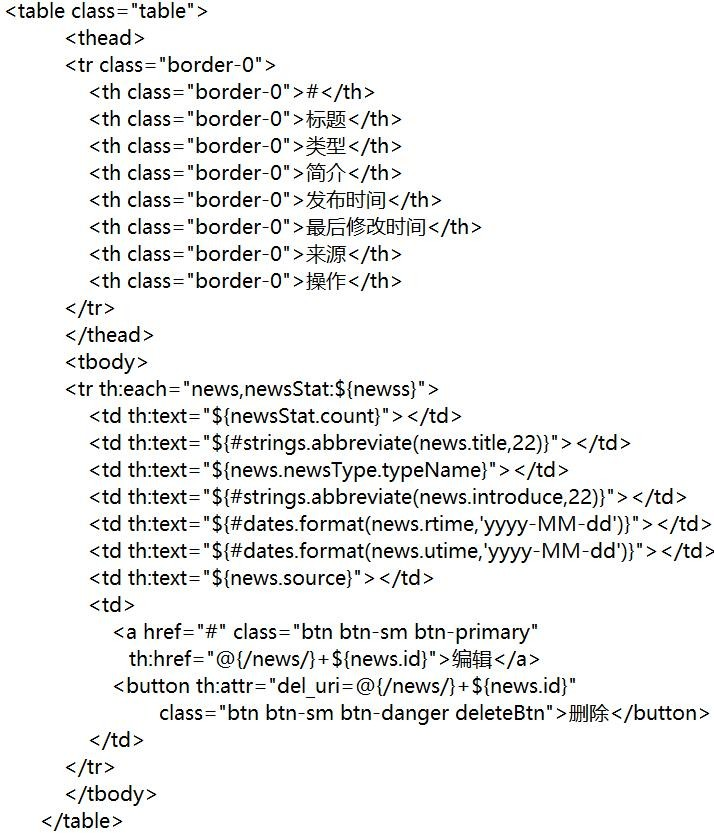 <table class="table">
<thead>
<tr class="border-0">
<th class="border-0">#</th>
<th class="border-0">标题</th>
<th class="border-0">类型</th>
<th class="border-0">简介</th>
<th class="border-0">发布时间</th>
<th class="border-0">最后修改时间</th>
<th class="border-0">来源</th>
<th class="border-0">操作</th>
</tr>
</thead>
<tbody>
<tr th:each="news,newsStat:${newss}">
<td th:text="${newsStat.count}"></td>
<td th:text="${#strings.abbreviate(news.title,22)}"></td>
<td th:text="${news.newsType.typeName}"></td>
<td th:text="${#strings.abbreviate(news.introduce,22)}"></td>
<td th:text="${#dates.format(news.rtime,'yyyy-MM-dd')}"></td>
<td th:text="${#dates.format(news.utime,'yyyy-MM-dd')}"></td>
<td th:text="${news.source}"></td>
<td>
<a href="#" class="btn btn-sm btn-primary"
th:href="@{/news/}+${news.id}">编辑</a>
<button th:attr="del_uri=@{/news/}+${news.id}"
class="btn btn-sm btn-danger deleteBtn">删除</button>
</td>
</tr>
</tbody>
</table>